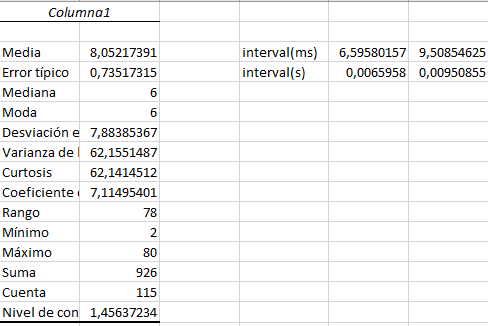 Columna1
Media 8,05217391 interval(ms) 6,59580157 9,50854625
Error típico 0,73517315 interval(s) 0,0065958 0,00950855
Mediana 6
Moda 6
Desviación e 7,88385367
Varianza de l 62,1551487
Curtosis 62,1414512
Coeficiente 7,11495401
Rango 78
Mínimo 2
Máximo 80
Suma 926
Cuenta 115
Nivel de con 1,45637234